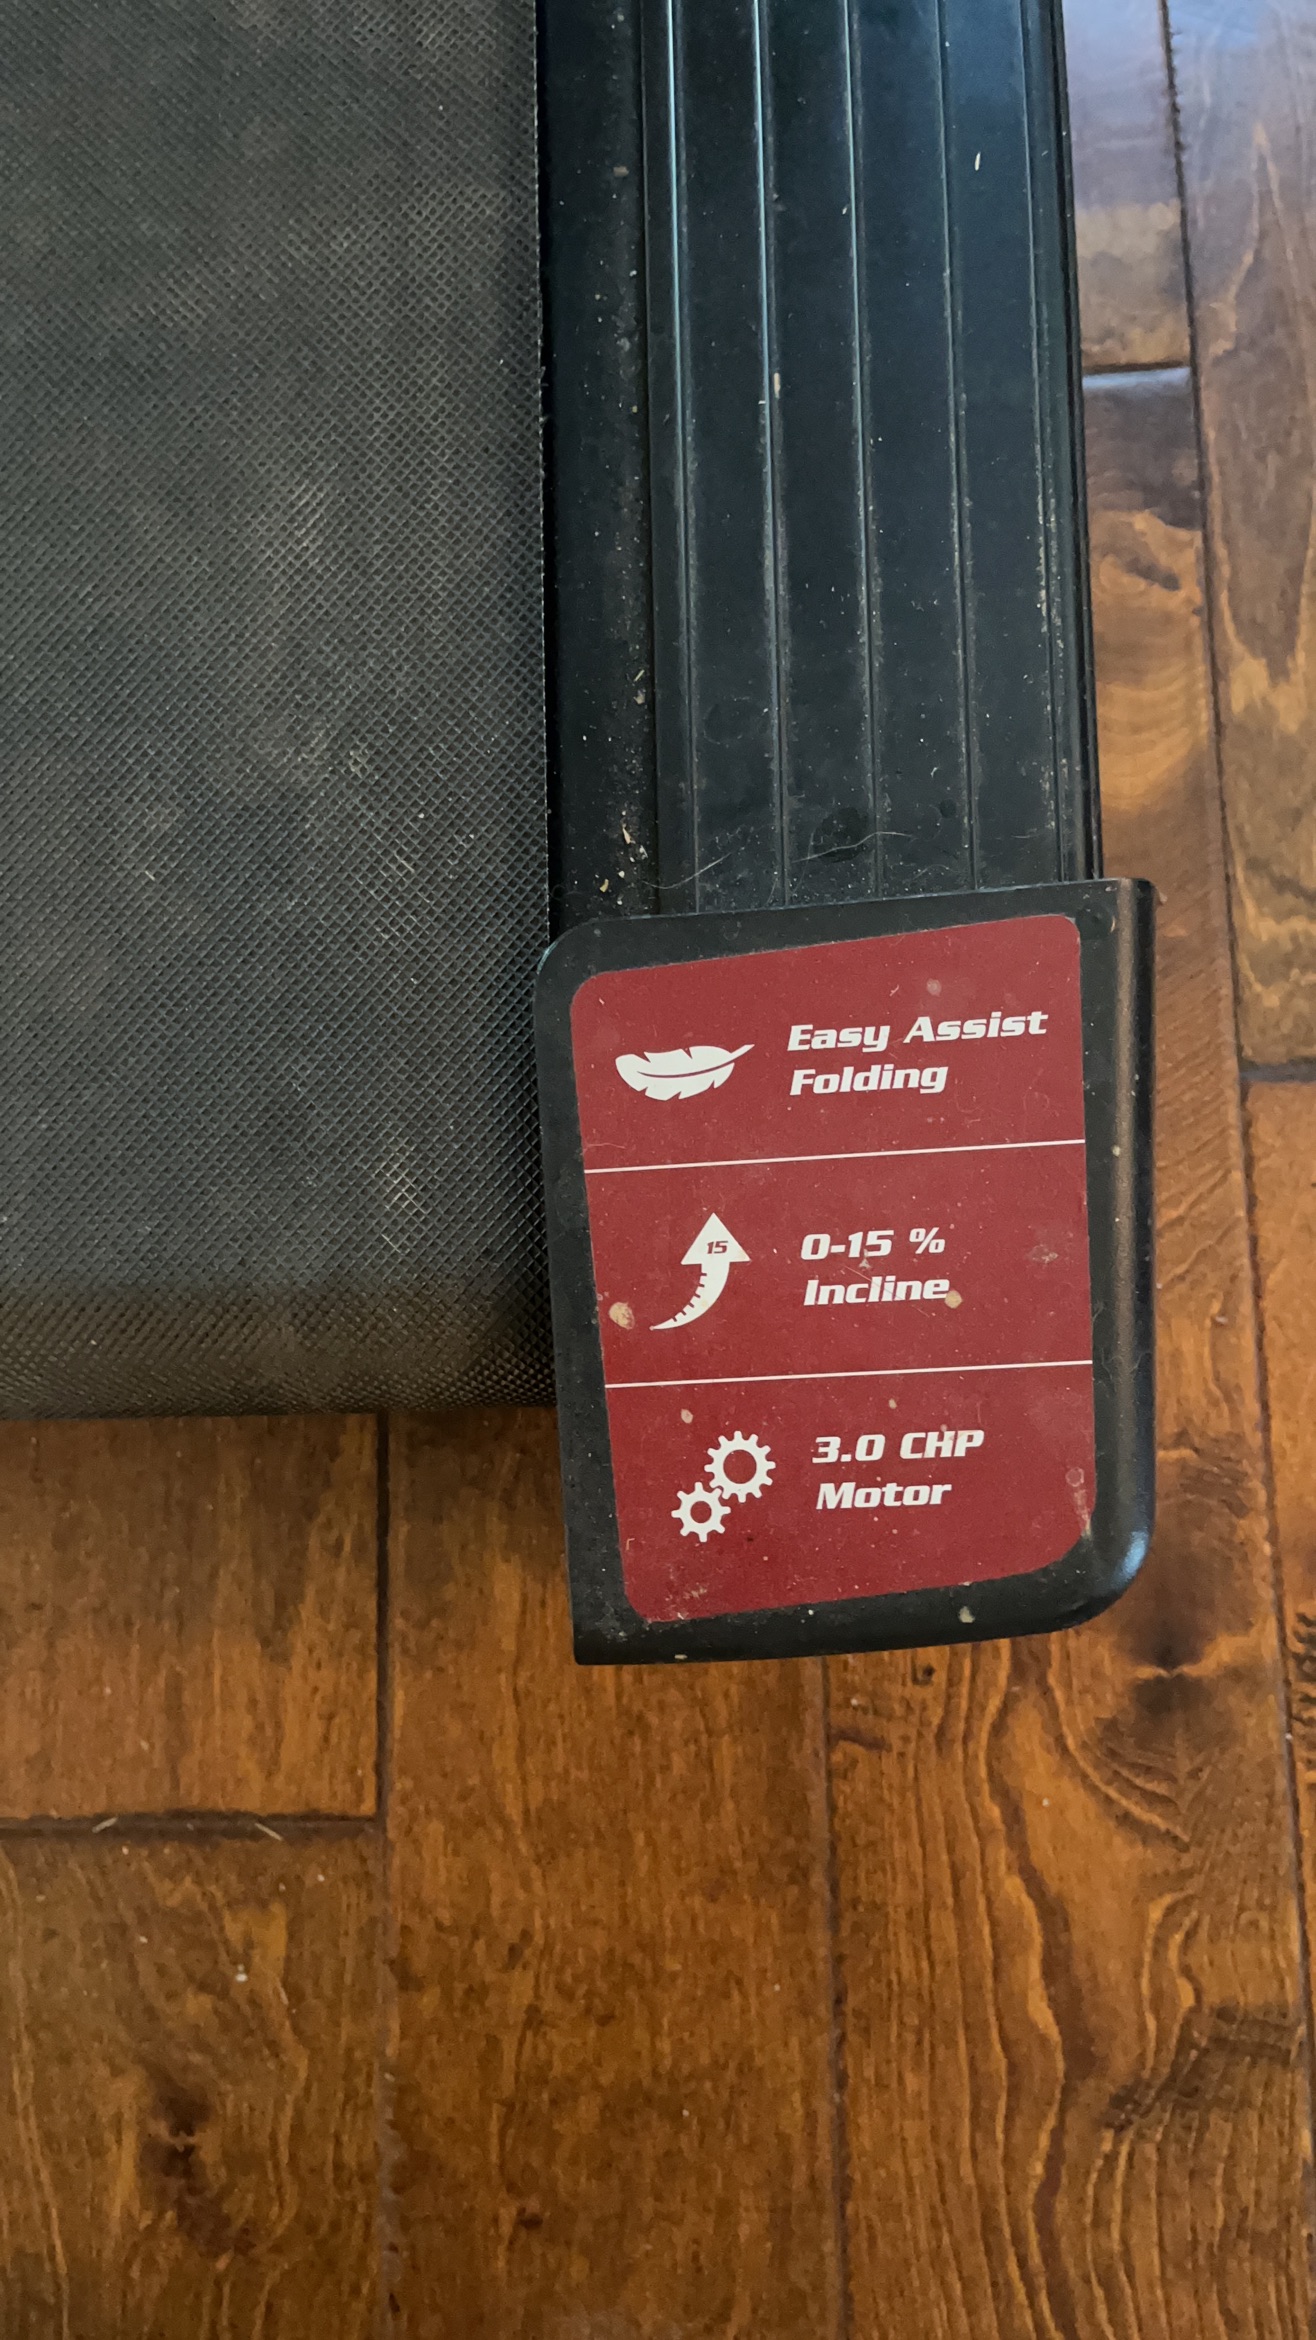 Easy Assist
Folding
15
0-15 %
Incline
3.0 CHP
Motor